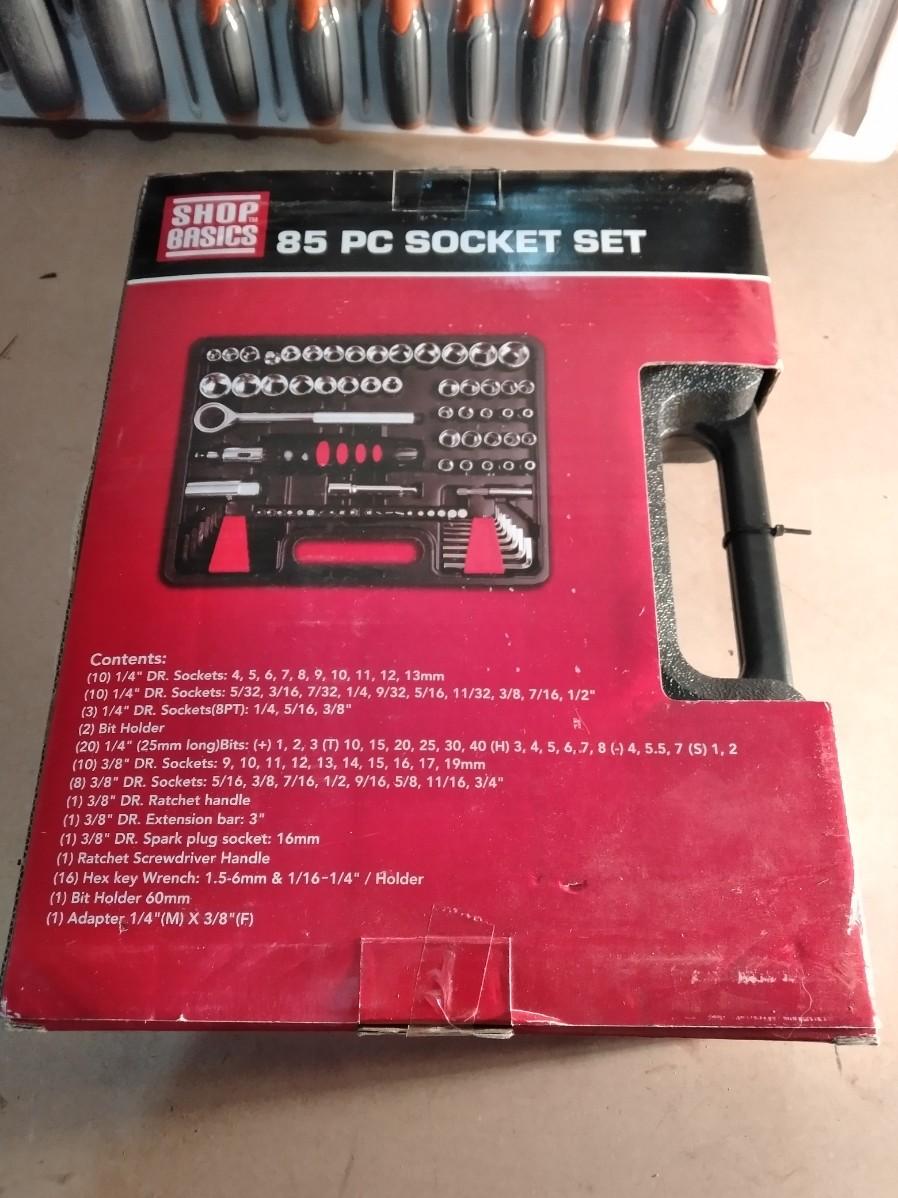 SHOP
BASICS™
85 PC SOCKET SET
Contents:
(10) 1/4" DR. Sockets: 4, 5, 6, 7, 8, 9, 10, 11, 12, 13mm
(10) 1/4" DR. Sockets: 5/32, 3/16, 7/32, 1/4, 9/32, 5/16, 11/32, 3/8, 7/16, 1/2"
(3) 1/4" DR. Sockets(8PT): 1/4, 5/16, 3/8"
(2) Bit Holder
(20) 1/4" (25mm long)Bits: (+) 1, 2, 3 (T) 10, 15, 20, 25, 30, 40 (H) 3, 4, 5, 6,.7, 8 (-) 4, 5.5, 7 (S) 1, 2
(10) 3/8" DR. Sockets: 9, 10, 11, 12, 13, 14, 15, 16, 17, 19mm
(8) 3/8" DR. Sockets: 5/16, 3/8, 7/16, 1/2, 9/16, 5/8, 11/16, 3/4"
(1) 3/8" DR. Ratchet handle
(1) 3/8" DR. Extension bar: 3"
(1) 3/8" DR. Spark plug socket: 16mm
(1) Ratchet Screwdriver Handle
(16) Hex key Wrench: 1.5-6mm & 1/16-1/4" / Holder
(1) Bit Holder 60mm
(1) Adapter 1/4"(M) X 3/8"(F)